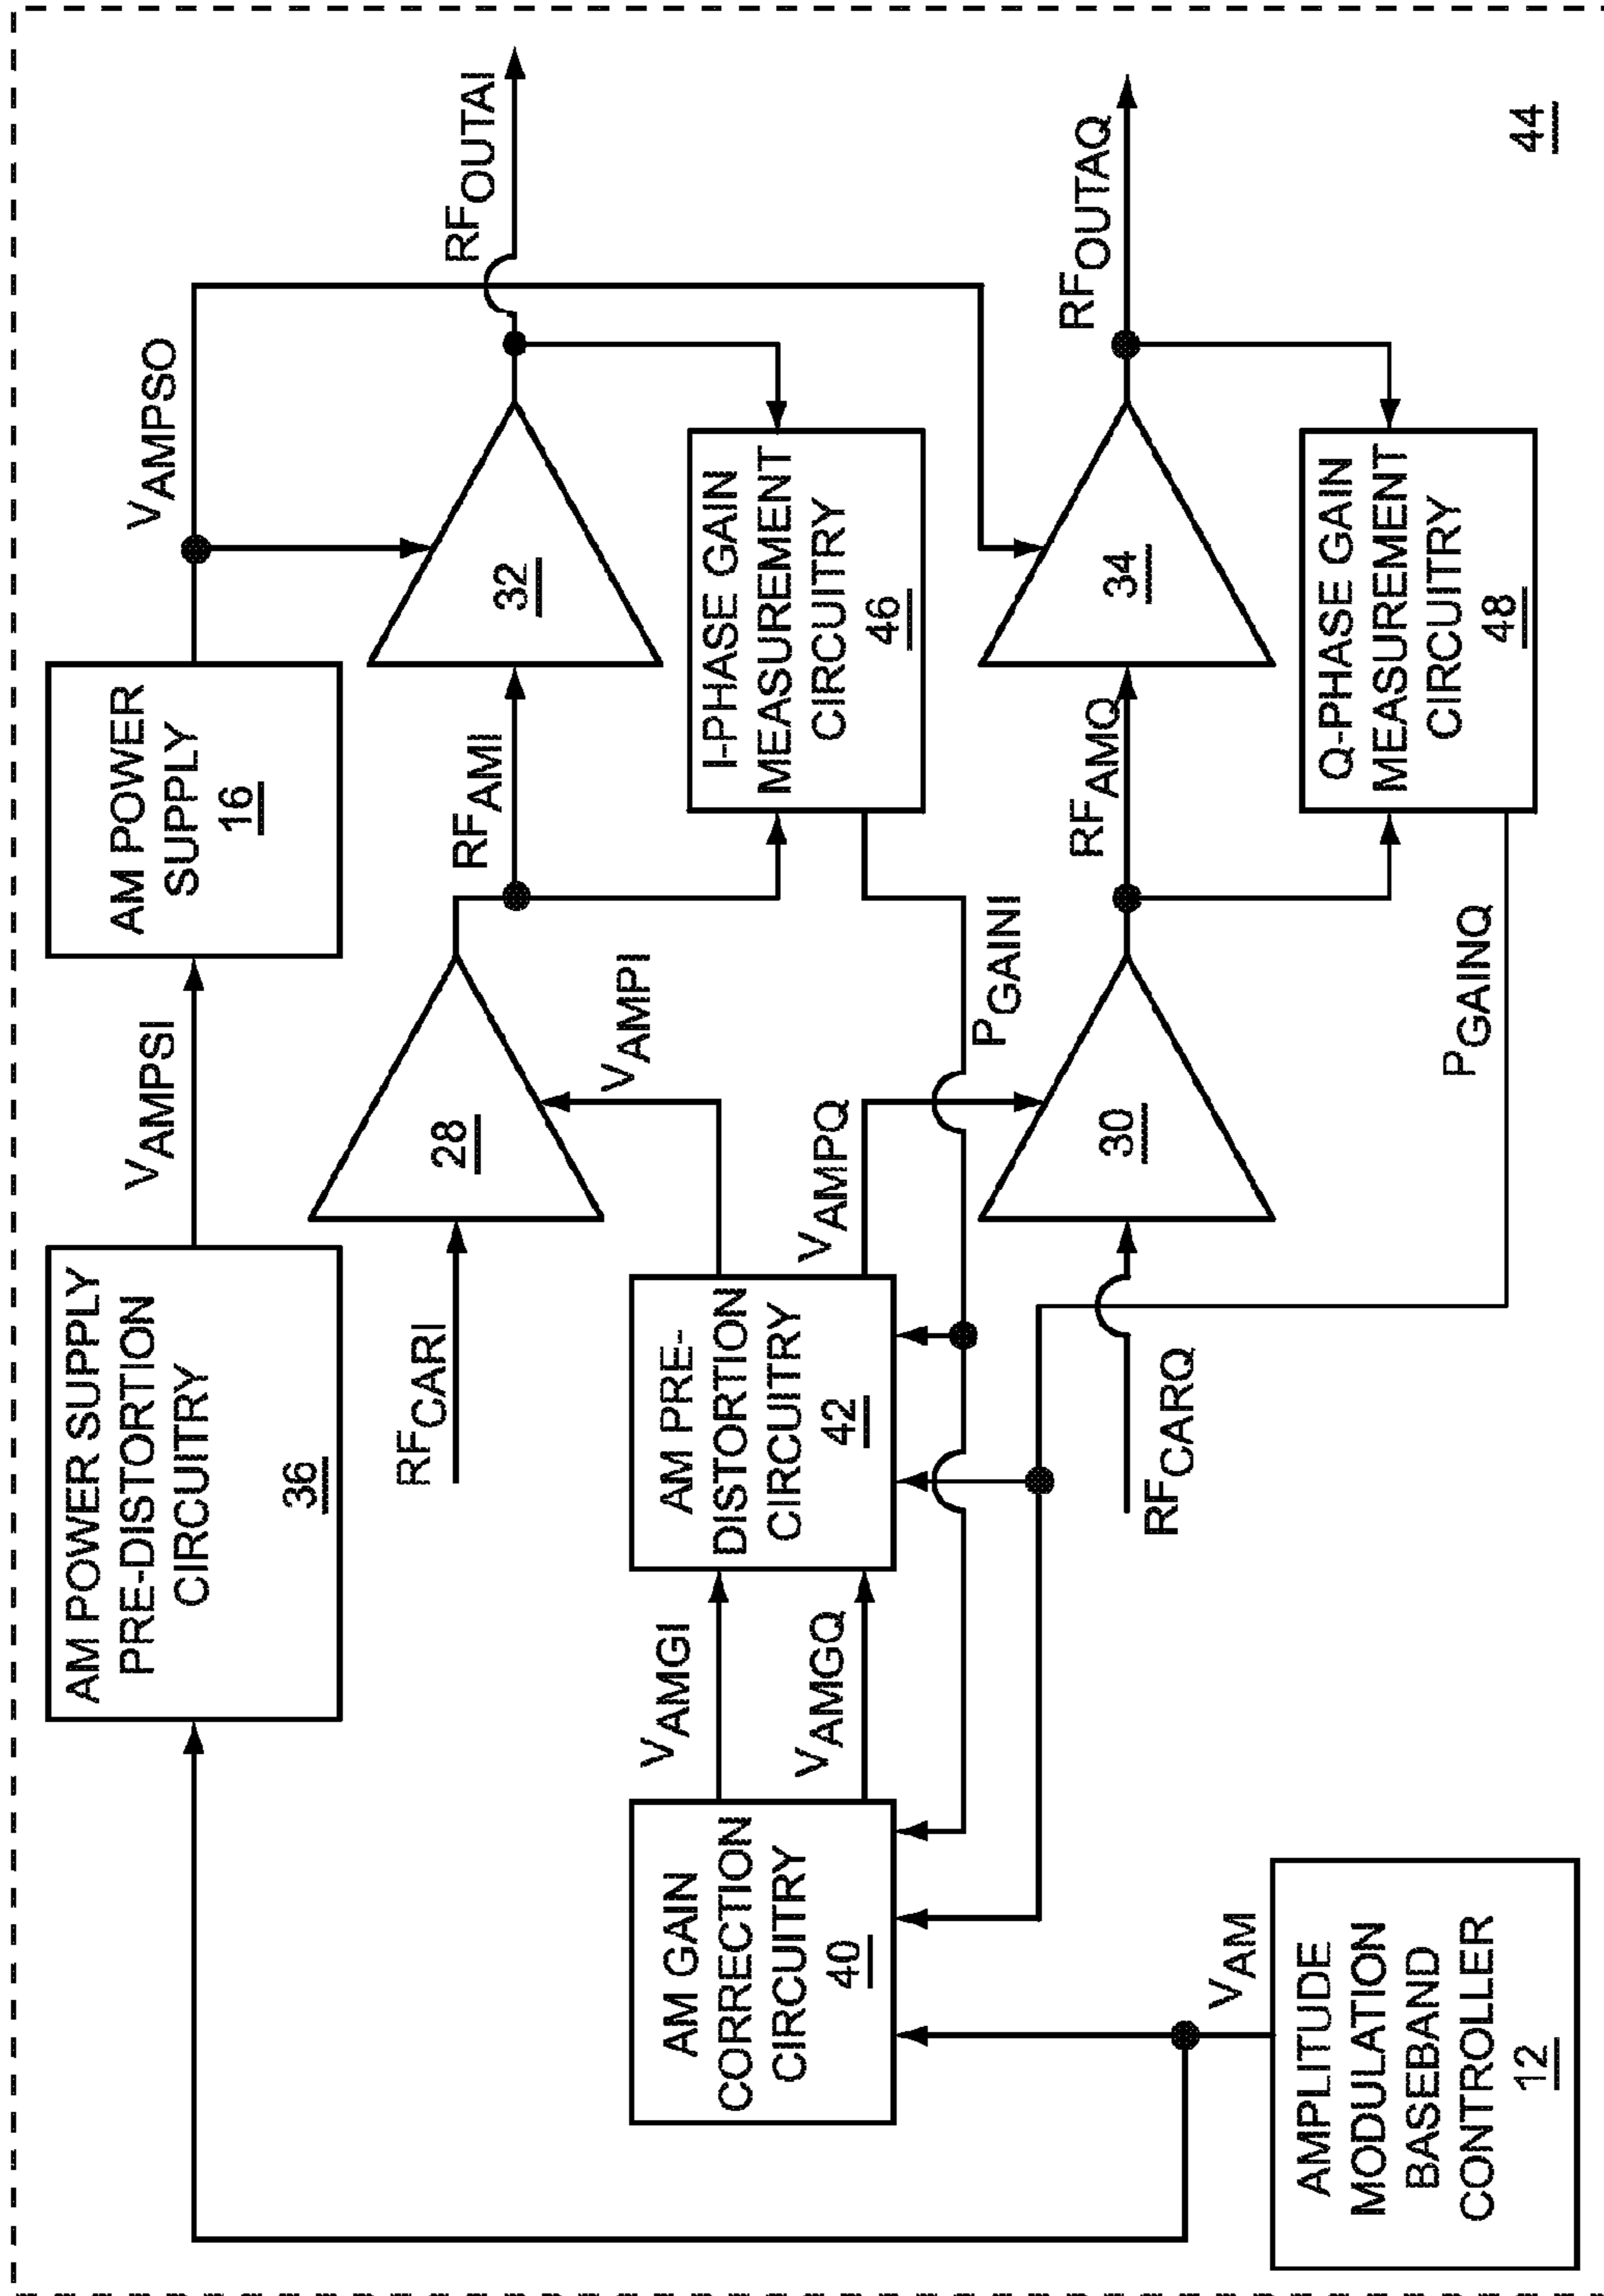 AM POWER SUPPLY
PRE-DISTORTION
CIRCUITRY
36
VAMPSI
AM POWER
SUPPLY
16
VAMPSO
RFCARI
28
VAMPI
RFAMI
32
RFOUTAI
AM GAIN
CORRECTION
CIRCUITRY
40
VAMGI
VAMGQ
AM PRE-
DISTORTION
CIRCUITRY
42
VAMPQ
PGAINI
I-PHASE GAIN
MEASUREMENT
CIRCUITRY
46
RFCARQ
30
RFAMQ
34
RFOUTAQ
AMPLITUDE
MODULATION
BASEBAND
CONTROLLER
12
VAM
PGAINQ
Q-PHASE GAIN
MEASUREMENT
CIRCUITRY
48
44